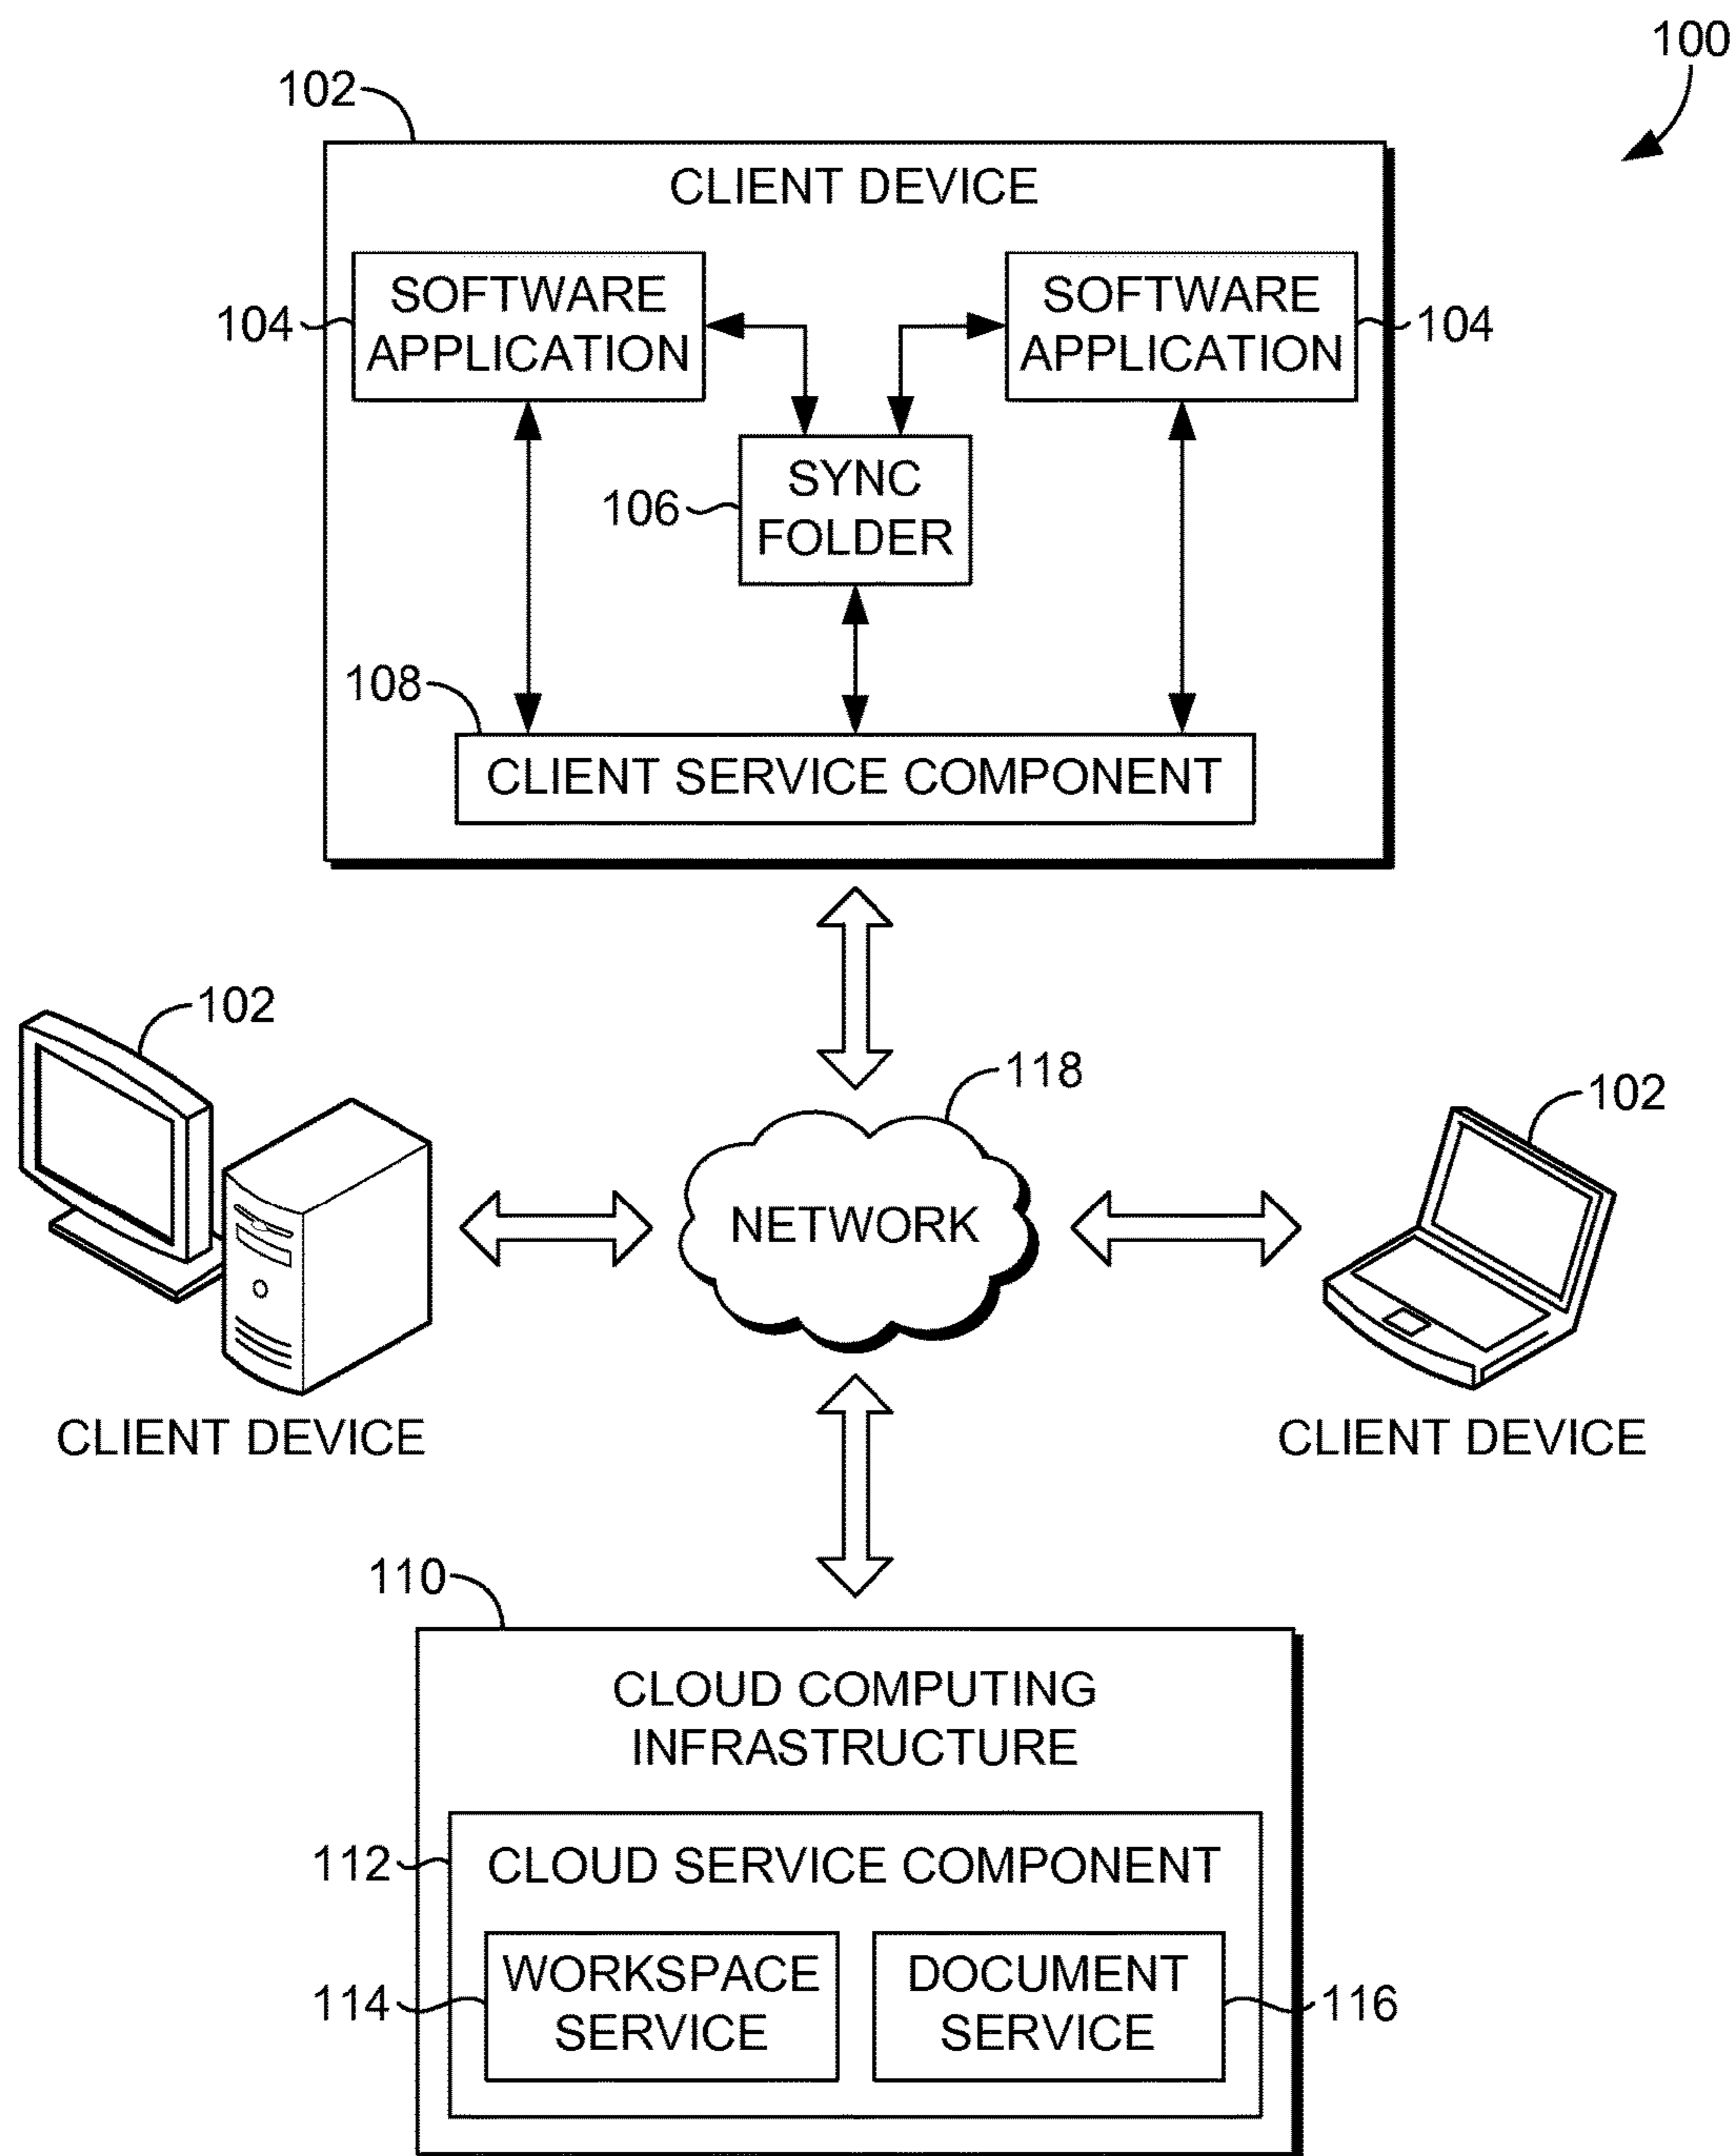 100
102
CLIENT DEVICE
SOFTWARE
APPLICATION
104
SOFTWARE
APPLICATION
104
SYNC
FOLDER
106
108
CLIENT SERVICE COMPONENT
102
118
102
NETWORK
CLIENT DEVICE
CLIENT DEVICE
110
CLOUD COMPUTING
INFRASTRUCTURE
112
CLOUD SERVICE COMPONENT
114
WORKSPACE
SERVICE
DOCUMENT
SERVICE
116